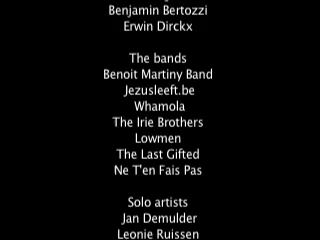 Benjamin Bertozzi
Erwin Dirckx
The bands
Benoit Martiny Band
Jezusleeft.be
Whamola
The Irie Brothers
Lowmen
The Last Gifted
Ne T'en Fais Pas
Solo artists
Jan Demulder
Leonie Ruissen